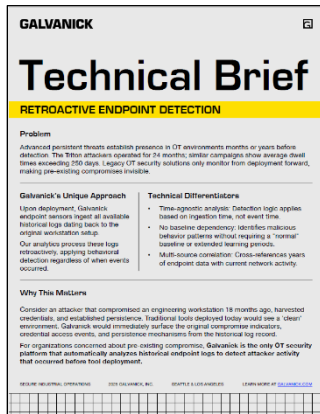 GALVANICK
Technical Brief
RETROACTIVE ENDPOINT DETECTION
Problem
Advanced persistent threats establish presence in OT environments months or years before
detection. The Triton attackers operated for 24 months; similar campaigns show average dwell
times exceeding 250 days. Legacy OT security solutions only monitor from deployment forward,
making pre-existing compromises invisible.
Galvanick's Unique Approach
Upon deployment, Galvanick
endpoint sensors ingest all available
historical logs dating back to the
original workstation setup.
Our analytics process these logs
retroactively, applying behavioral
detection regardless of when events
occurred.
Technical Differentiators
• Time-agnostic analysis: Detection logic applies
based on ingestion time, not event time.
• No baseline dependency: Identifies malicious
behavior patterns without requiring a "normal"
baseline or extended learning periods.
• Multi-source correlation: Cross-references years
of endpoint data with current network activity.
Why This Matters
Consider an attacker that compromised an engineering workstation 18 months ago, harvested
credentials, and established persistence. Traditional tools deployed today would see a 'clean'
environment. Galvanick would immediately surface the original compromise indicators,
credential access events, and persistence mechanisms from the historical log record.
For organizations concerned about pre-existing compromise, Galvanick is the only OT security
platform that automatically analyzes historical endpoint logs to detect attacker activity
that occurred before tool deployment.
SECURE INDUSTRIAL OPERATIONS 2025 GALVANICK, INC. SEATTLE & LOS ANGELES LEARN MORE AT GALVANICK.COM